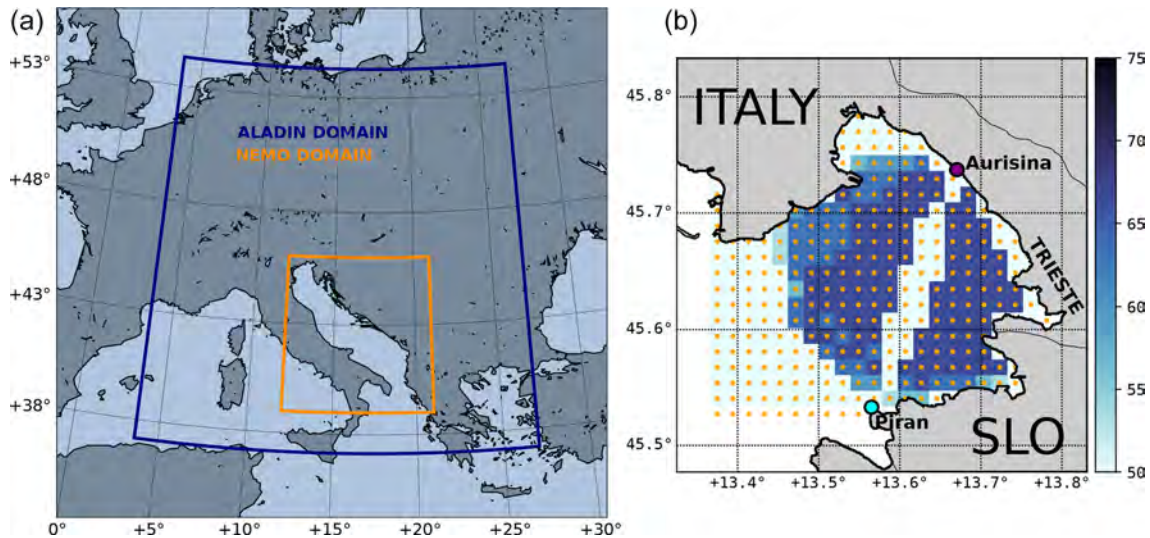 (a)
+53°
+48°
+43°
+38°
0°
+5°
+10°
+15°
+20°
+25°
+30°
ALADIN DOMAIN
NEMO DOMAIN
(b)
45.8°
45.7°
45.6°
45.5°
+13.4°
+13.5°
+13.6°
+13.7°
+13.8°
ITALY
Aurisina
TRIESTE
Piran
SLO
75
70
65
60
55
50